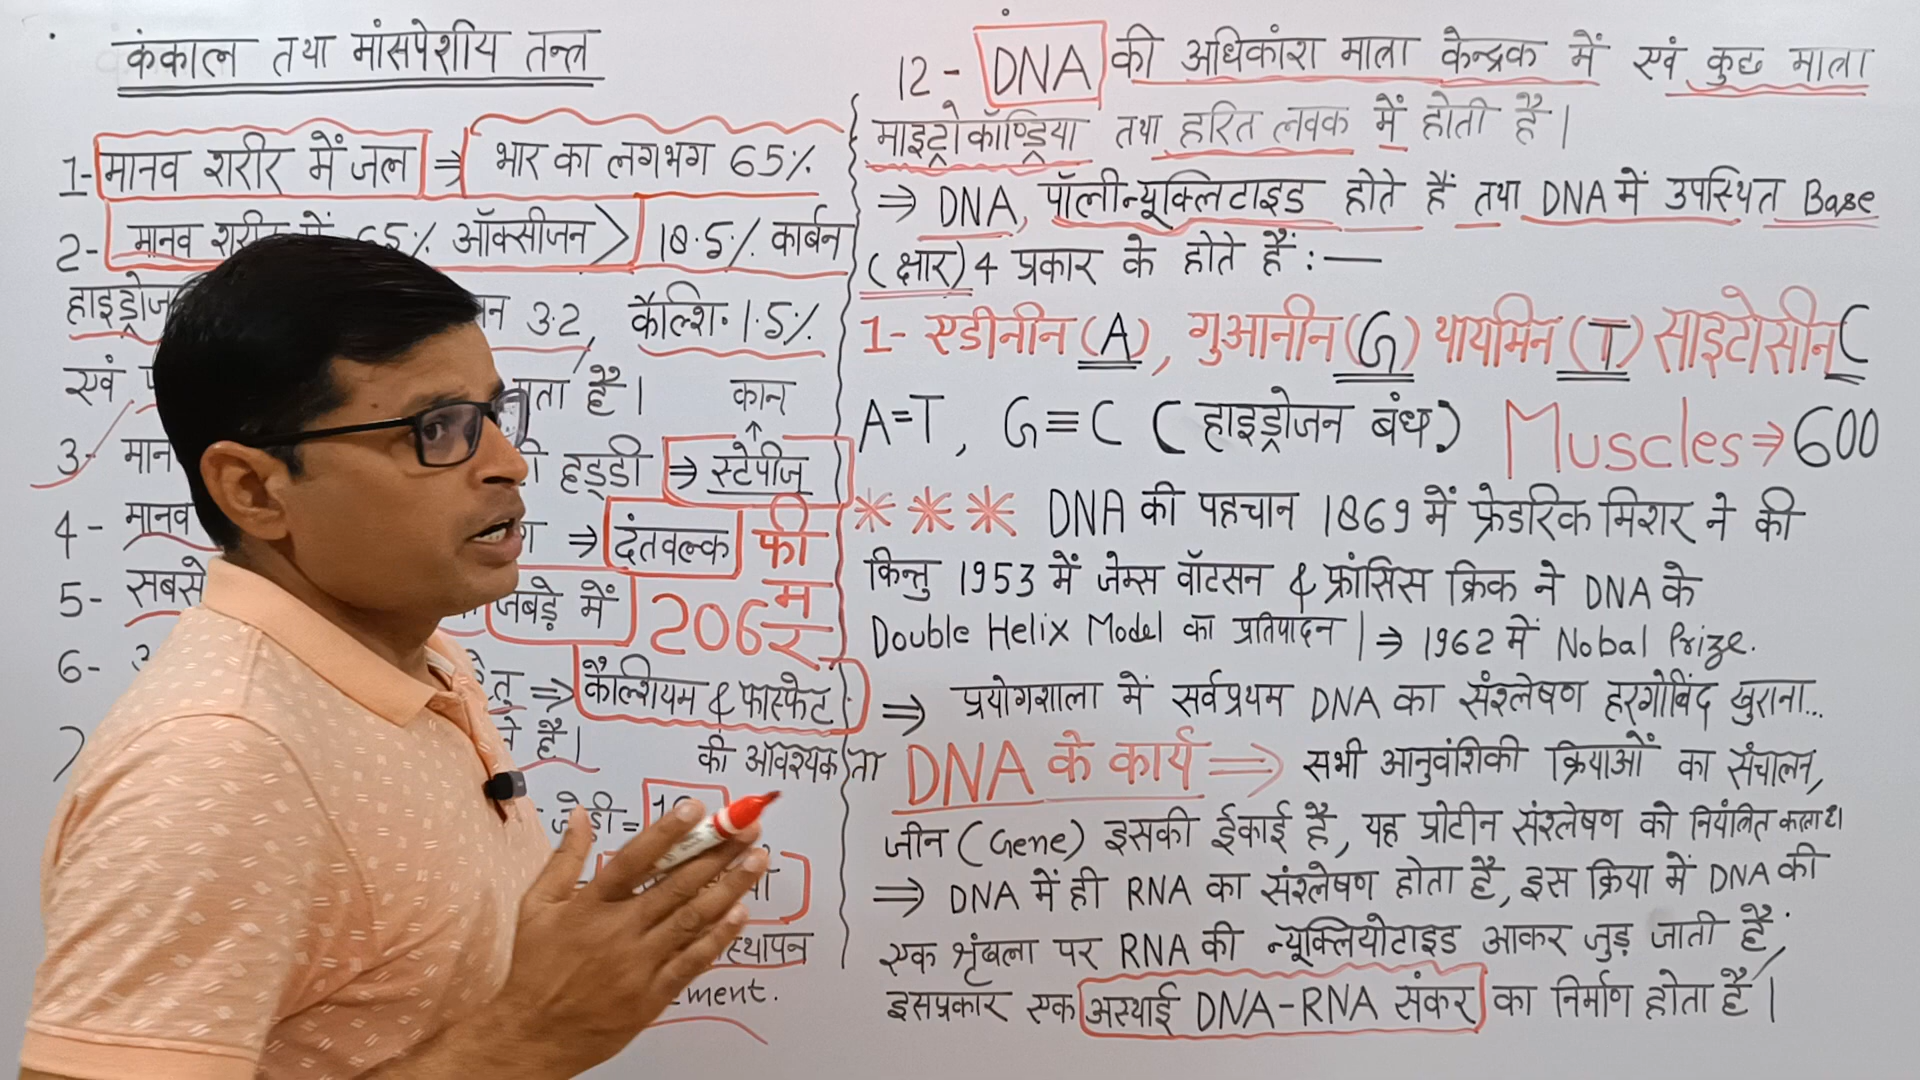 कंकाल तथा मांसपेशीय तन्त्र
1- मानव शरीर में जल ⇒ भार का लगभग 65%
2- मानव शरीर में 65% ऑक्सीजन > 18.5% कार्बन
हाइड्रोज न 3.2, कैल्शि. 1.5%
एवं ता है।
कान
↑
3- मान हड्डी ⇒ स्टेपीज
4- मानव ⇒ दंतवल्क
5- सबसे जबड़े में
206
फीमर
6- हेतु ⇒ कैल्शियम & फास्फेट
की आवश्यकता
7 है।
जोड़ी =
स्थापन
ement.
12- DNA की अधिकांश मात्रा केन्द्रक में एवं कुछ मात्रा
माइट्रोकॉण्ड्रिया तथा हरित लवक में होती है।
⇒ DNA, पॉलीन्यूक्लिटाइड होते हैं तथा DNA में उपस्थित Base
(क्षार) 4 प्रकार के होते हैं :—
1- एडीनीन (A), गुआनीन (G) थायमिन (T) साइटोसीन C
A=T, G≡C (हाइड्रोजन बंध) Muscles ⇒ 600
*** DNA की पहचान 1869 में फ्रेडरिक मिशर ने की
किन्तु 1953 में जेम्स वॉटसन & फ्रांसिस क्रिक ने DNA के
Double Helix Model का प्रतिपादन | ⇒ 1962 में Nobal Prize.
⇒ प्रयोगशाला में सर्वप्रथम DNA का संश्लेषण हरगोबिंद खुराना...
DNA के कार्य ⇒ सभी आनुवांशिकी क्रियाओं का संचालन,
जीन (Gene) इसकी ईकाई है, यह प्रोटीन संश्लेषण को नियंत्रित करता है।
⇒ DNA में ही RNA का संश्लेषण होता है, इस क्रिया में DNA की
एक श्रृंखला पर RNA की न्यूक्लियोटाइड आकर जुड़ जाती है,
इसप्रकार एक अस्थाई DNA-RNA संकर का निर्माण होता है।